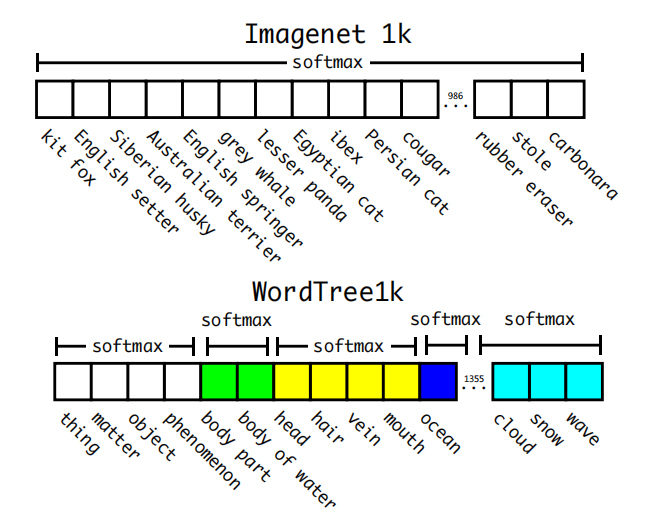 Imagenet 1k
softmax
986
...
kit fox
English setter
Siberian husky
Australian terrier
English springer
grey whale
lesser panda
Egyptian cat
ibex
Persian cat
cougar
rubber eraser
stole
carbonara
WordTree1k
softmax
softmax
softmax
softmax
softmax
1355
...
thing
matter
object
phenomenon
body part
body of water
head
hair
vein
mouth
ocean
cloud
snow
wave